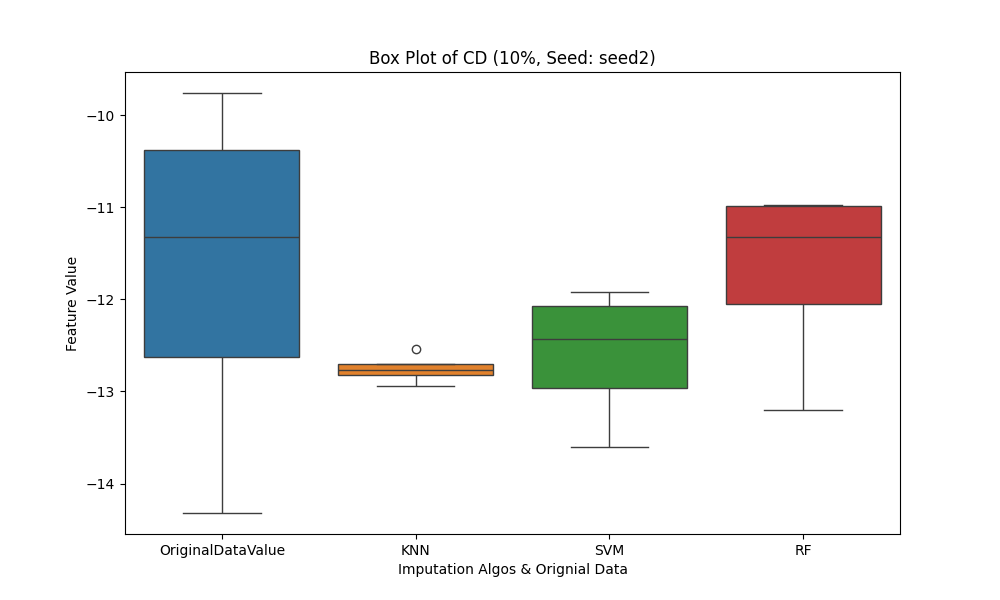 Box Plot of CD (10%, Seed: seed2)
−10
−11
−12
−13
−14
Feature Value
OriginalDataValue KNN SVM RF
Imputation Algos & Orignial Data